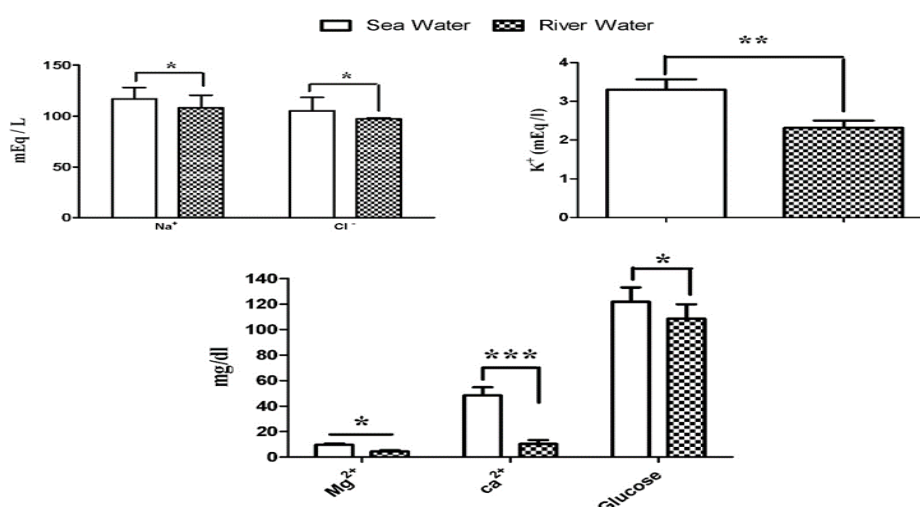 Sea Water River Water
150
100
50
0
mEq / L
*
*
Na⁺
Cl⁻
4
3
2
1
0
K⁺ (mEq /l)
**
140
120
100
80
60
40
20
0
mg/dl
*
***
*
Mg²⁺
ca²⁺
Glucose